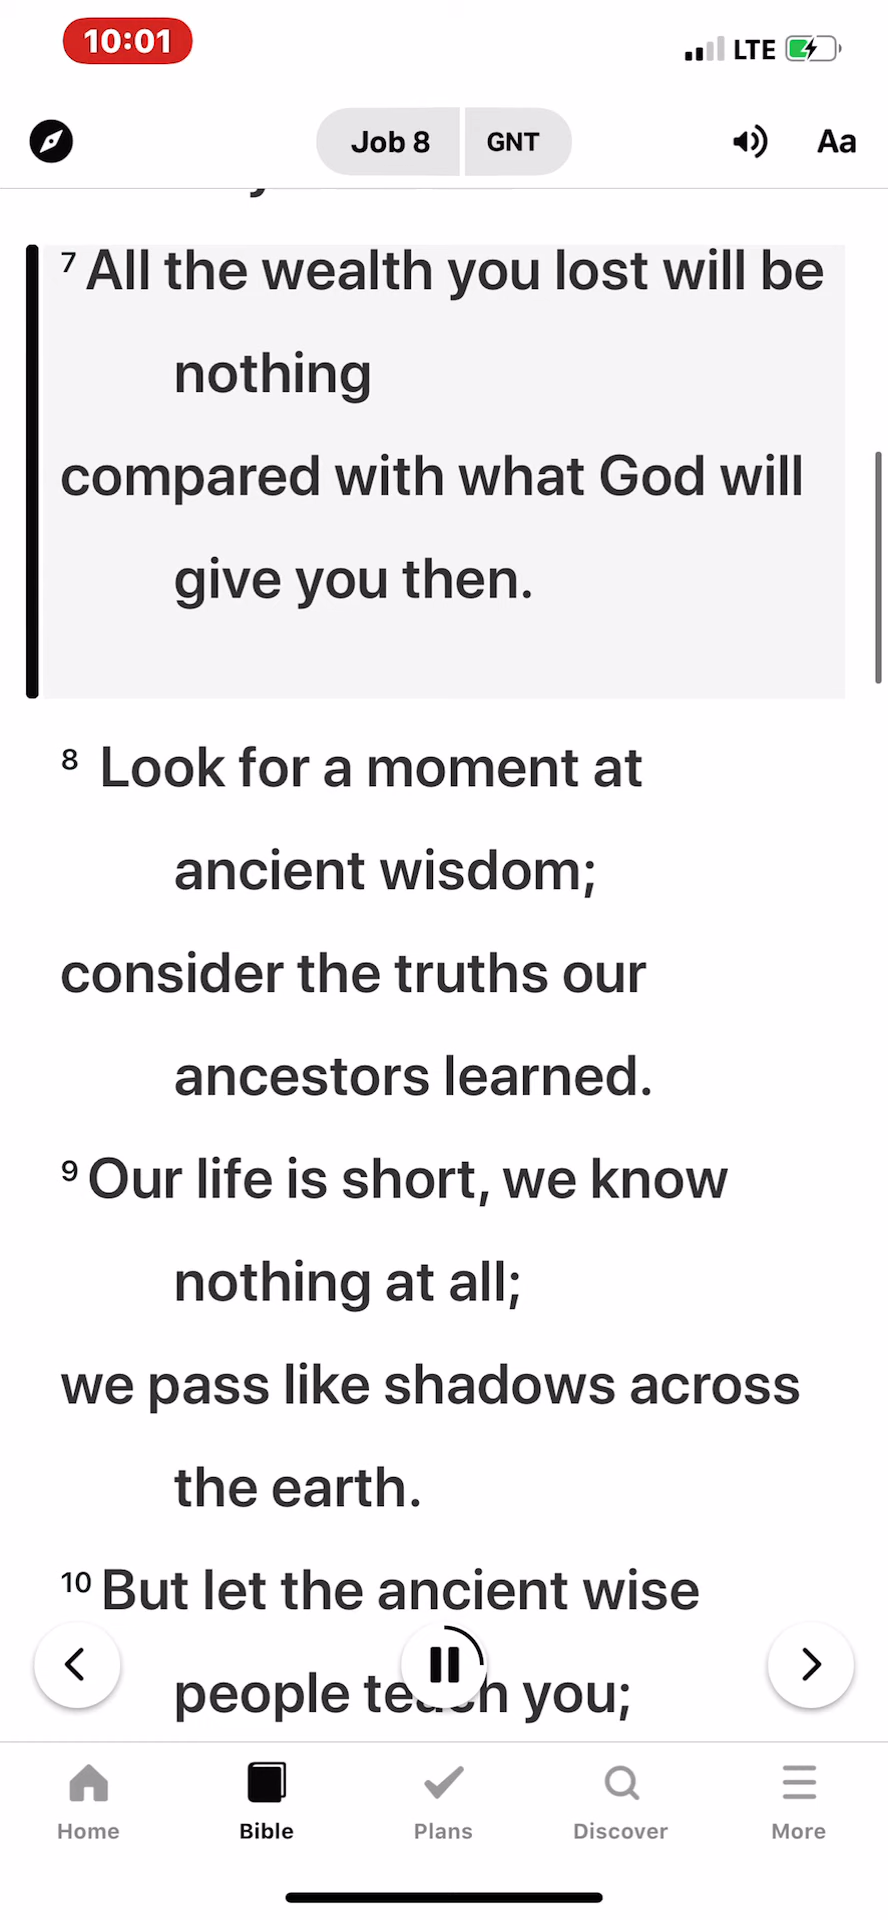 10:01
LTE
Job 8 GNT
Aa
7 All the wealth you lost will be
nothing
compared with what God will
give you then.
8 Look for a moment at
ancient wisdom;
consider the truths our
ancestors learned.
9 Our life is short, we know
nothing at all;
we pass like shadows across
the earth.
10 But let the ancient wise
people teach you;
Home Bible Plans Discover More